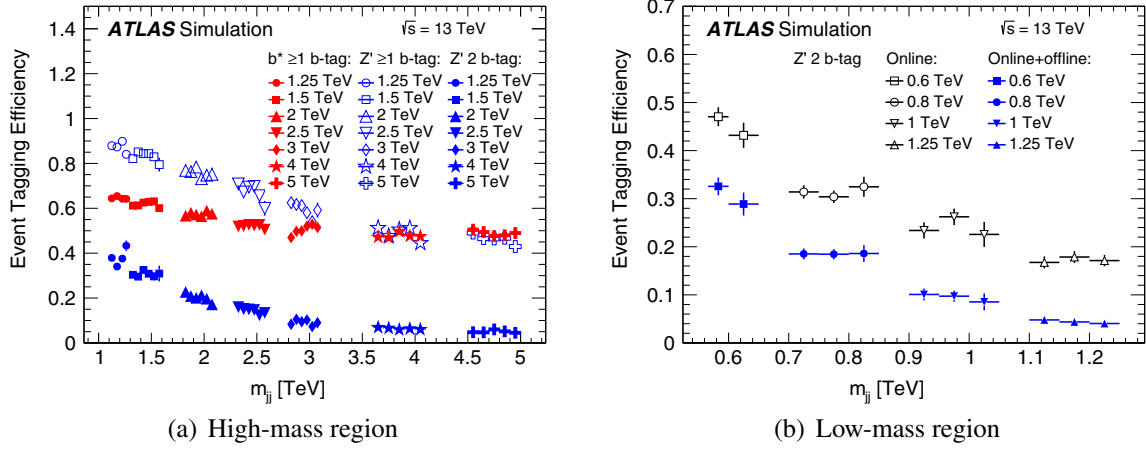 ATLAS Simulation √s = 13 TeV
b* ≥1 b-tag: Z' ≥1 b-tag: Z' 2 b-tag:
1.25 TeV 1.25 TeV 1.25 TeV
1.5 TeV 1.5 TeV 1.5 TeV
2 TeV 2 TeV 2 TeV
2.5 TeV 2.5 TeV 2.5 TeV
3 TeV 3 TeV 3 TeV
4 TeV 4 TeV 4 TeV
5 TeV 5 TeV 5 TeV
Event Tagging Efficiency
1.4
1.2
1
0.8
0.6
0.4
0.2
0
1 1.5 2 2.5 3 3.5 4 4.5 5
m_jj [TeV]
(a) High-mass region
ATLAS Simulation √s = 13 TeV
Z' 2 b-tag Online: Online+offline:
0.6 TeV 0.6 TeV
0.8 TeV 0.8 TeV
1 TeV 1 TeV
1.25 TeV 1.25 TeV
Event Tagging Efficiency
0.7
0.6
0.5
0.4
0.3
0.2
0.1
0
0.6 0.7 0.8 0.9 1 1.1 1.2
m_jj [TeV]
(b) Low-mass region